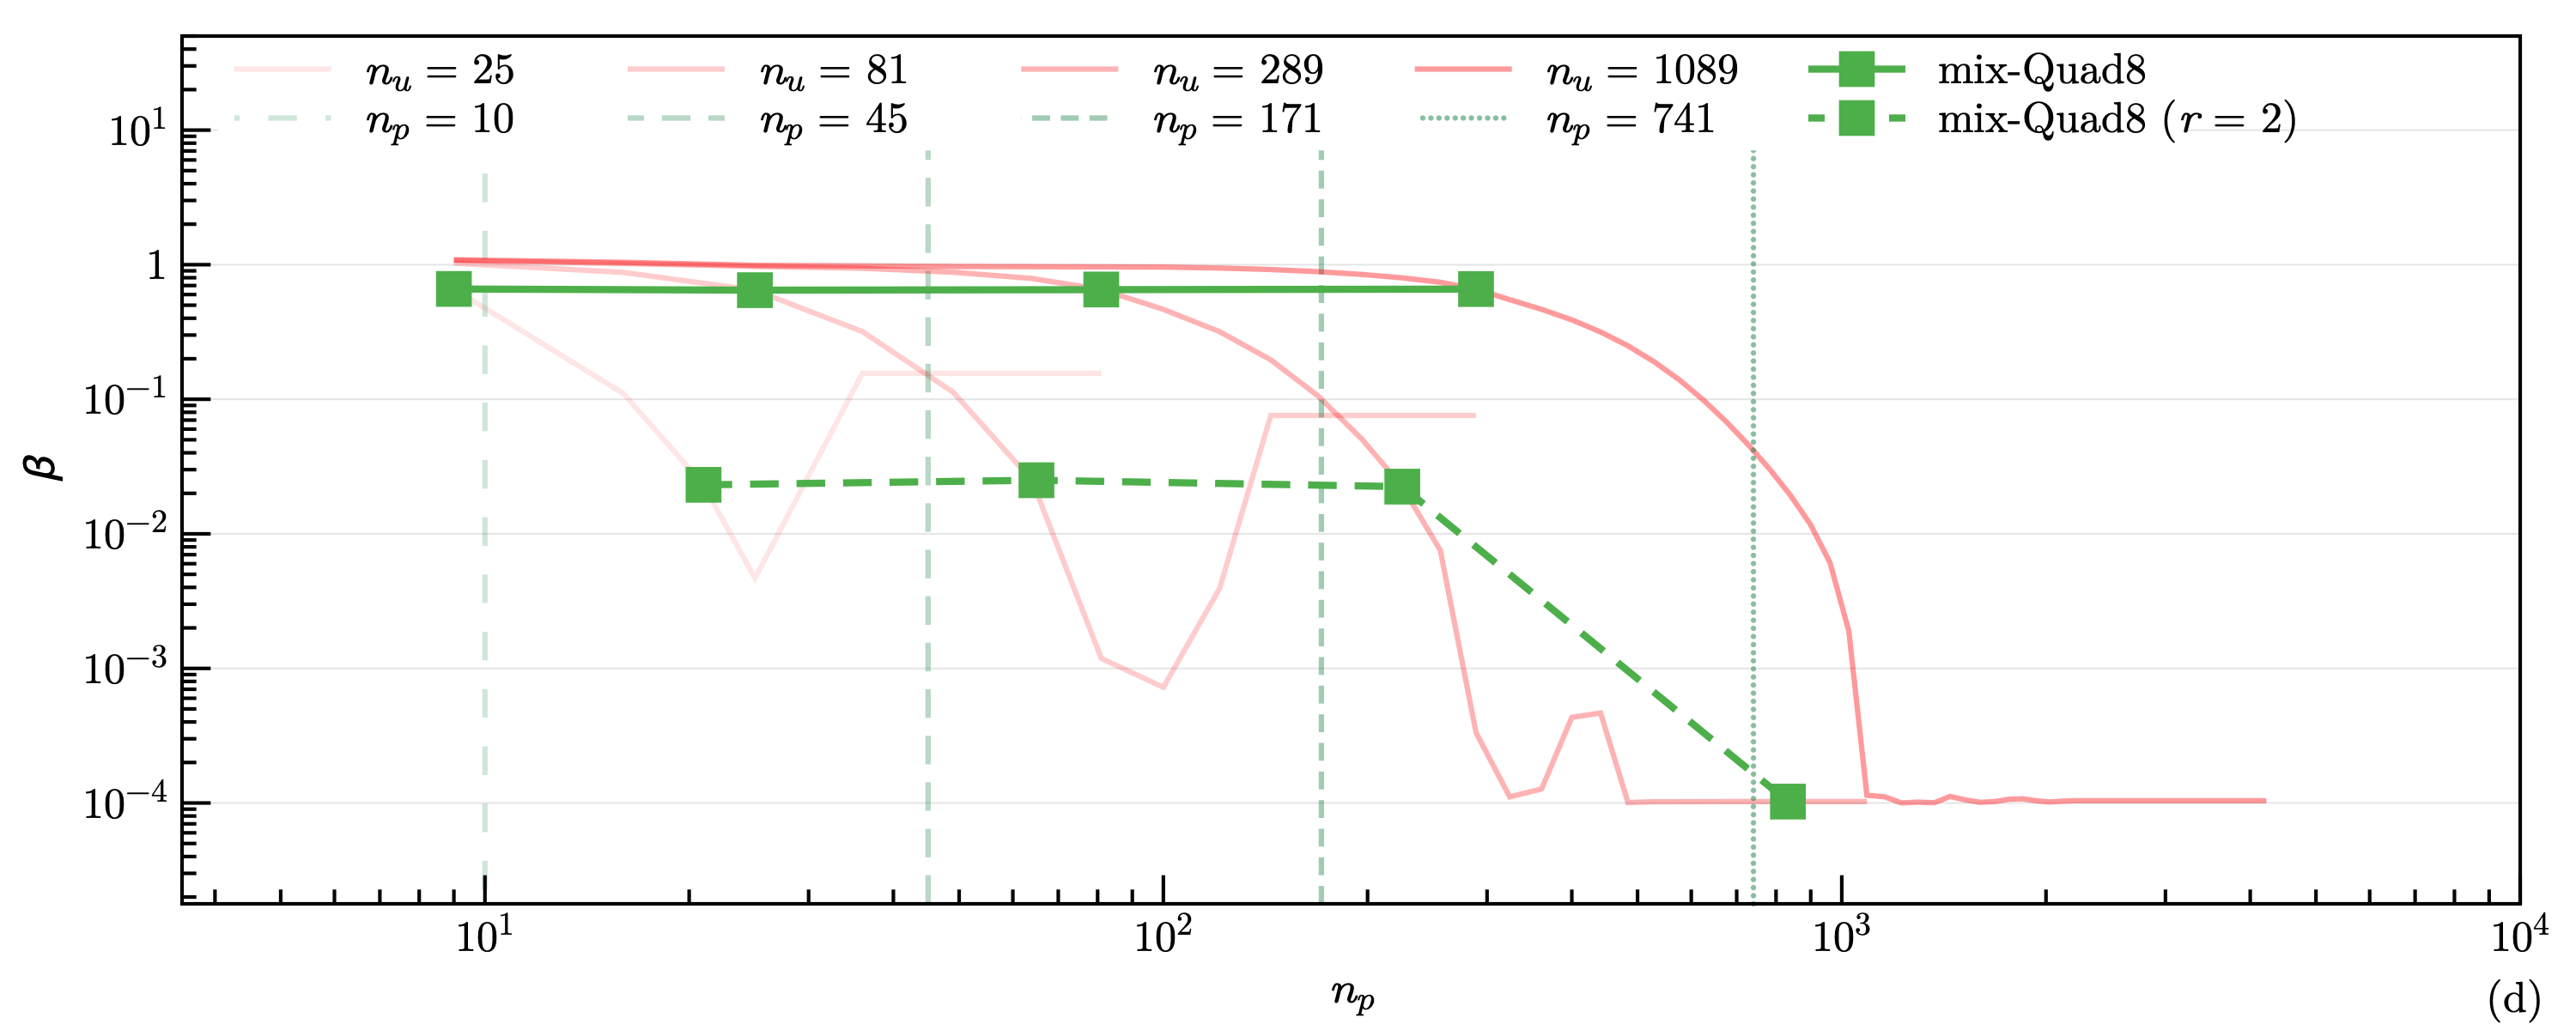 n_u = 25 n_u = 81 n_u = 289 n_u = 1089 mix-Quad8
n_p = 10 n_p = 45 n_p = 171 n_p = 741 mix-Quad8 (r = 2)
10^1
1
10^{-1}
β
10^{-2}
10^{-3}
10^{-4}
10^1 10^2 10^3 10^4
n_p
(d)